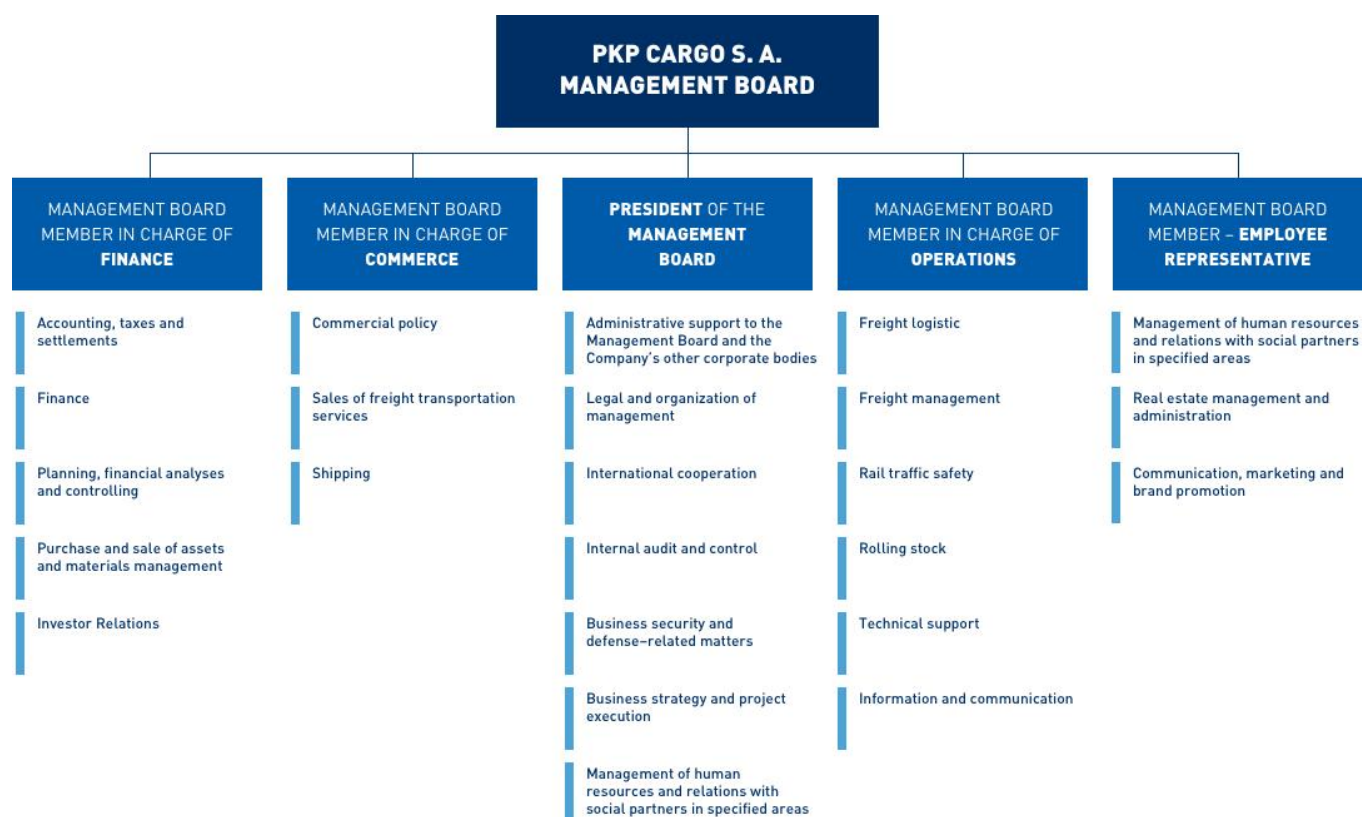 PKP CARGO S. A.
MANAGEMENT BOARD
MANAGEMENT BOARD
MEMBER IN CHARGE OF
FINANCE
Accounting, taxes and
settlements
Finance
Planning, financial analyses
and controlling
Purchase and sale of assets
and materials management
Investor Relations
MANAGEMENT BOARD
MEMBER IN CHARGE OF
COMMERCE
Commercial policy
Sales of freight transportation
services
Shipping
PRESIDENT OF THE
MANAGEMENT
BOARD
Administrative support to the
Management Board and the
Company's other corporate bodies
Legal and organization of
management
International cooperation
Internal audit and control
Business security and
defense–related matters
Business strategy and project
execution
Management of human
resources and relations with
social partners in specified areas
MANAGEMENT BOARD
MEMBER IN CHARGE OF
OPERATIONS
Freight logistic
Freight management
Rail traffic safety
Rolling stock
Technical support
Information and communication
MANAGEMENT BOARD
MEMBER – EMPLOYEE
REPRESENTATIVE
Management of human resources
and relations with social partners
in specified areas
Real estate management and
administration
Communication, marketing and
brand promotion